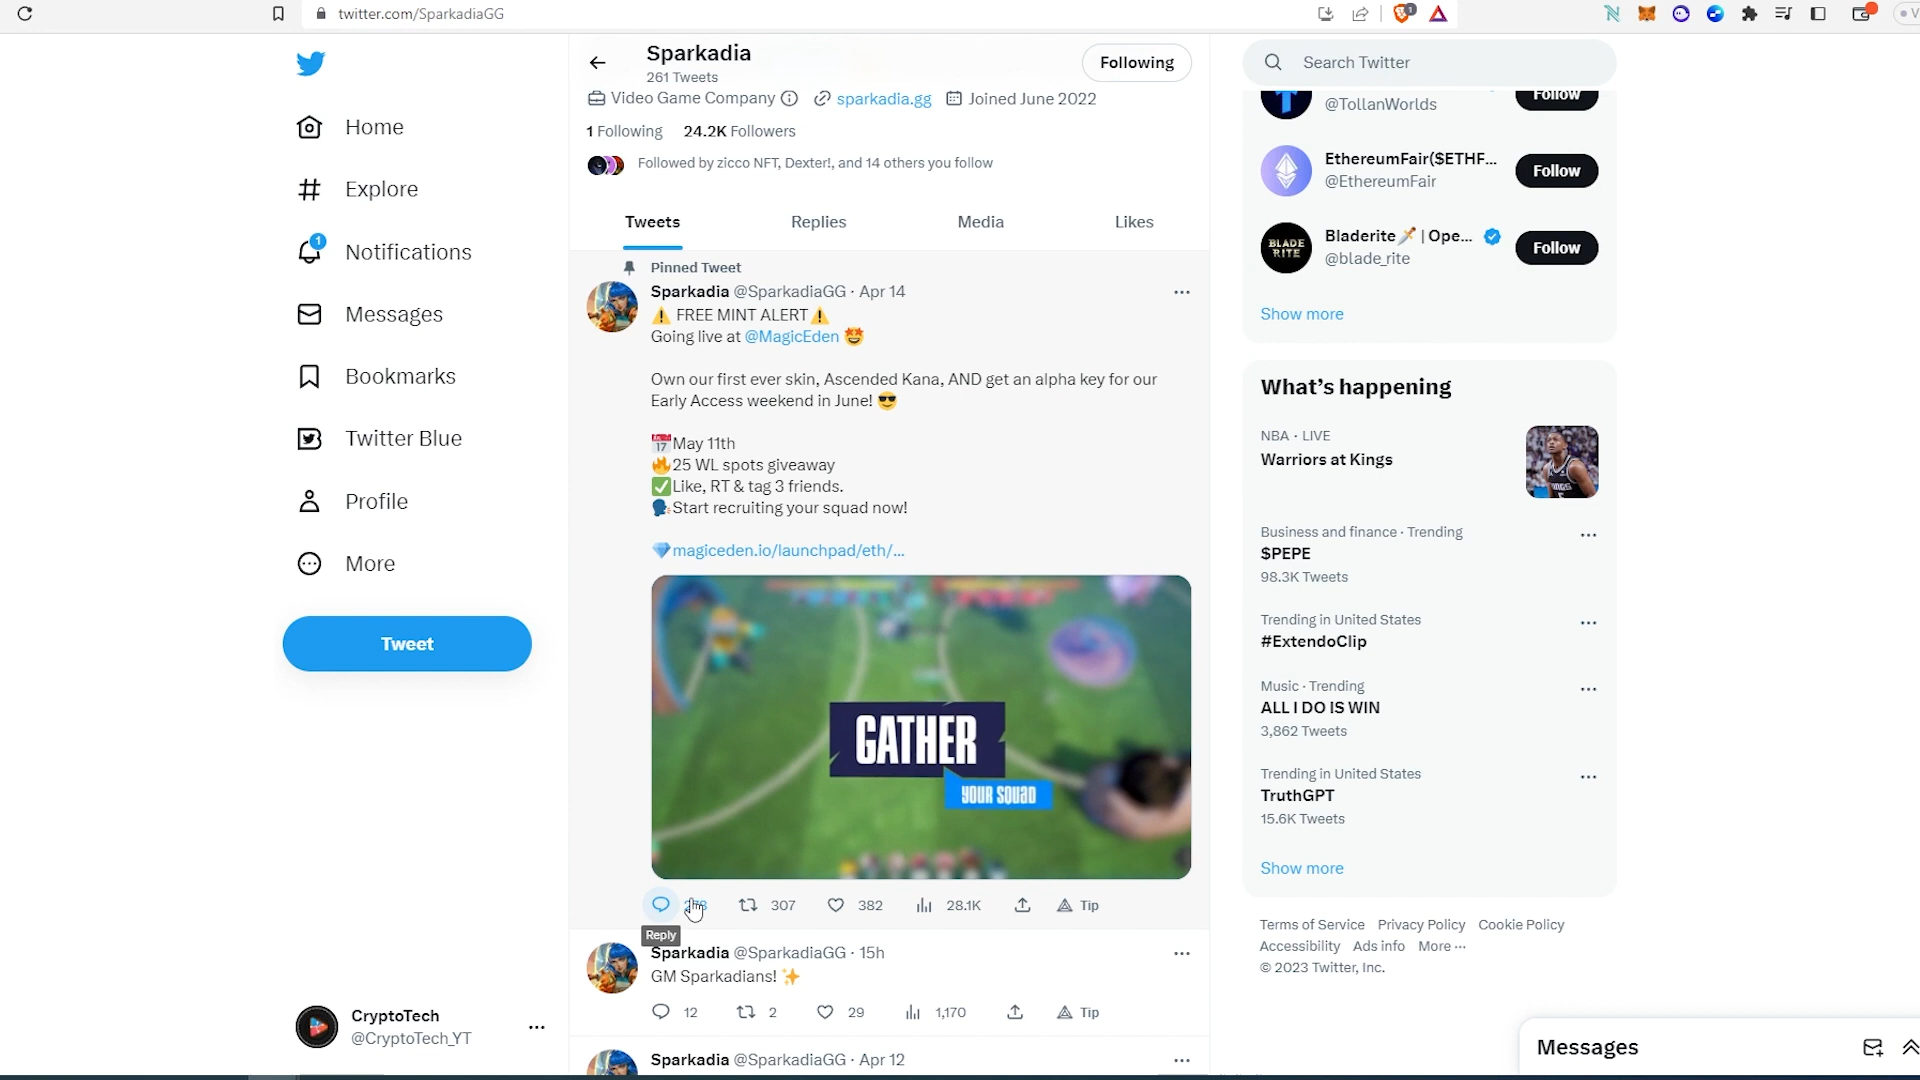 twitter.com/SparkadiaGG
1
Home
Explore
1
Notifications
Messages
Bookmarks
Twitter Blue
Profile
More
Tweet
CryptoTech
@CryptoTech_YT
Sparkadia
261 Tweets
Following
Video Game Company
sparkadia.gg
Joined June 2022
1 Following 24.2K Followers
Followed by zicco NFT, Dexter!, and 14 others you follow
Tweets
Replies
Media
Likes
Pinned Tweet
Sparkadia @SparkadiaGG · Apr 14
⚠️ FREE MINT ALERT⚠️
Going live at @MagicEden 🤩
Own our first ever skin, Ascended Kana, AND get an alpha key for our
Early Access weekend in June! 😎
📅May 11th
🔥25 WL spots giveaway
✅Like, RT & tag 3 friends.
🗣️Start recruiting your squad now!
💎magiceden.io/launchpad/eth/...
GATHER
YOUR SQUAD
307
382
28.1K
Tip
Reply
Sparkadia @SparkadiaGG · 15h
GM Sparkadians! ✨
12
2
29
1,170
Tip
Sparkadia @SparkadiaGG · Apr 12
Search Twitter
@TollanWorlds
Follow
EthereumFair($ETHF...
@EthereumFair
Follow
BLADE
RITE
Bladerite🗡️ | Ope...
@blade_rite
Follow
Show more
What's happening
NBA · LIVE
Warriors at Kings
Business and finance · Trending
$PEPE
98.3K Tweets
Trending in United States
#ExtendoClip
Music · Trending
ALL I DO IS WIN
3,862 Tweets
Trending in United States
TruthGPT
15.6K Tweets
Show more
Terms of Service Privacy Policy Cookie Policy
Accessibility Ads info More ···
© 2023 Twitter, Inc.
Messages